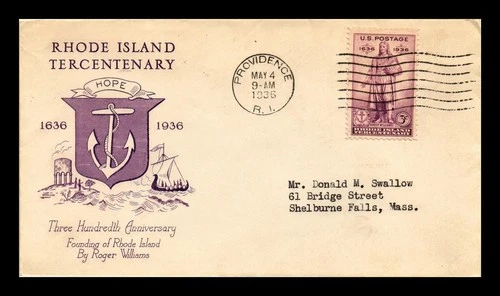 RHODE ISLAND
TERCENTENARY
HOPE
1636 1936
Three Hundredth Anniversary
Founding of Rhode Island
By Roger Williams
PROVIDENCE
MAY 4
9-AM
1936
R. I.
U.S. POSTAGE
1636 1936
3¢
RHODE ISLAND
TERCENTENARY
Mr. Donald M. Swallow
61 Bridge Street
Shelburne Falls, Mass.